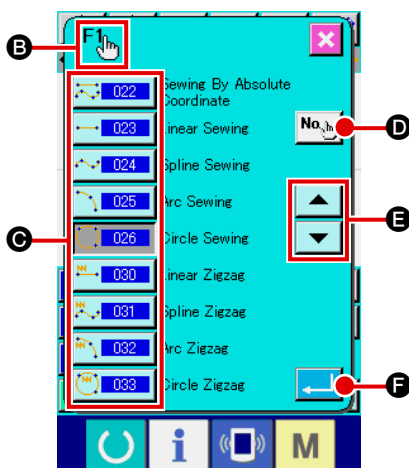 B
F1
022 Sewing By Absolute
Coordinate
023 Linear Sewing
No.
D
024 Spline Sewing
025 Arc Sewing
E
C
026 Circle Sewing
030 Linear Zigzag
031 Spline Zigzag
032 Arc Zigzag
F
033 Circle Zigzag
i
M